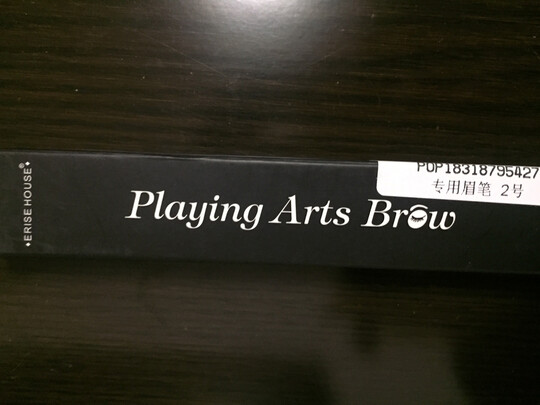 ERISE HOUSE®
Playing Arts Brow
POP18318795427
专用眉笔 2号